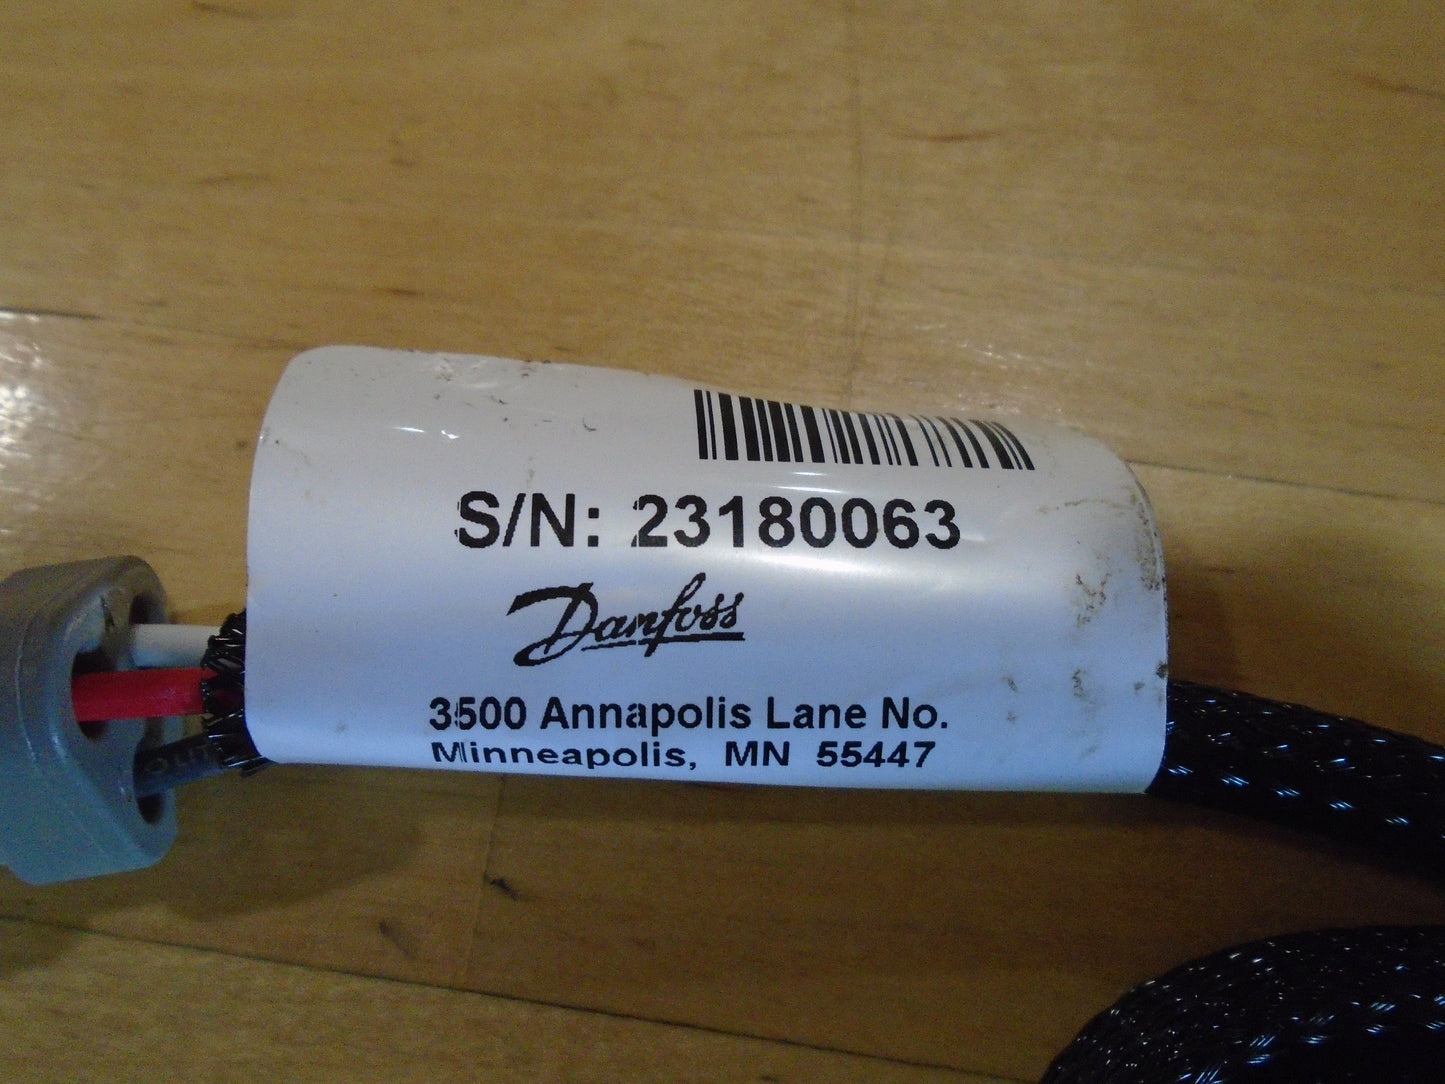 S/N: 23180063
Danfoss
3500 Annapolis Lane No.
Minneapolis, MN 55447